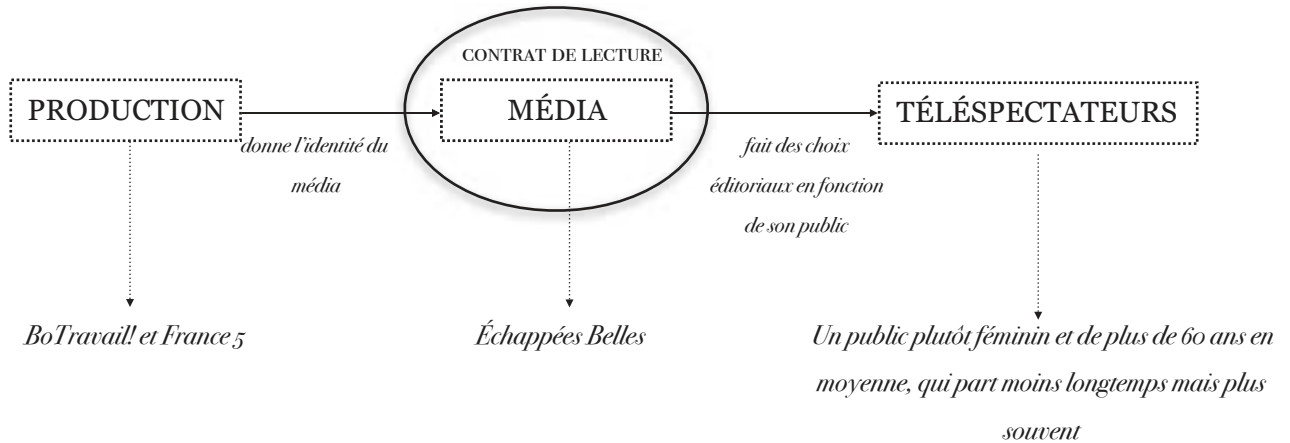 CONTRAT DE LECTURE
PRODUCTION
MÉDIA
TÉLÉSPECTATEURS
donne l'identité du
média
fait des choix
éditoriaux en fonction
de son public
BoTravail! et France 5
Échappées Belles
Un public plutôt féminin et de plus de 60 ans en
moyenne, qui part moins longtemps mais plus
souvent